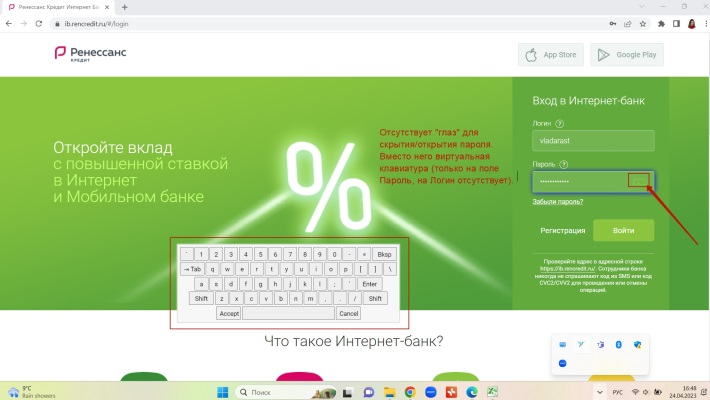 Ренессанс Кредит Интернет Ба
ib.rencredit.ru/#/login
Ренессанс
КРЕДИТ
App Store
Google Play
Вход в Интернет-банк
Логин ?
vladarast
Пароль ?
Забыли пароль?
Регистрация
Войти
Проверяйте адрес в адресной строке
https://ib.rencredit.ru/. Сотрудники банка
никогда не спрашивают код из SMS или код
CVC2/CVV2 для проведения или отмены
операций.
Откройте вклад
с повышенной ставкой
в Интернет
и Мобильном банке
%
Отсутствует "глаз" для
скрытия/открытия пароля.
Вместо него виртуальная
клавиатура (только на поле
Пароль, на Логин отсутствует).
` 1 2 3 4 5 6 7 8 9 0 - = Bksp
Tab q w e r t y u i o p [ ] \
a s d f g h j k l ; ' Enter
Shift z x c v b n m , . / Shift
Accept Cancel
Что такое Интернет-банк?
9°C
Rain showers
Поиск
РУС
16:48
24.04.2023